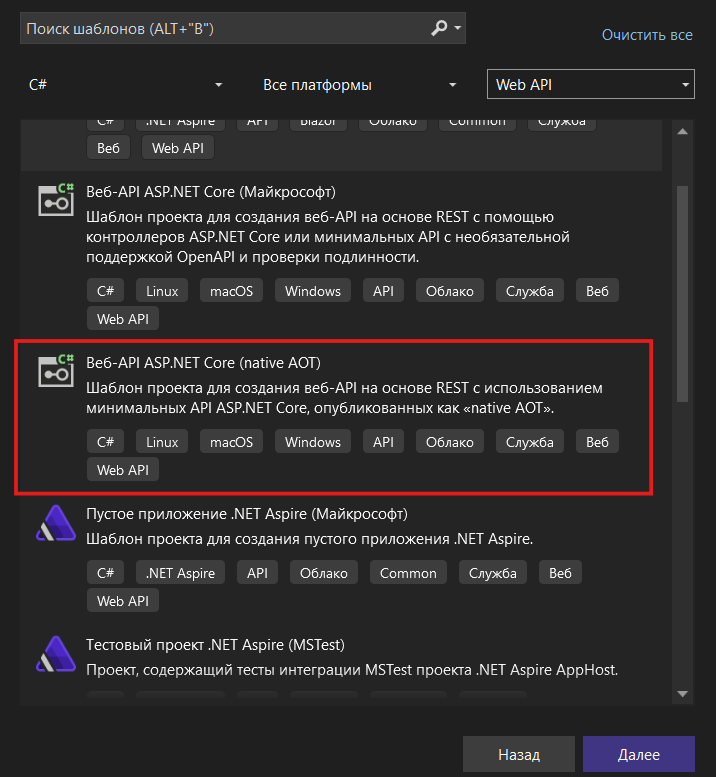 Поиск шаблонов (ALT+"В")
Очистить все
C# Все платформы Web API
C# .NET Aspire API Blazor Облако Common Служба
Веб Web API
C#
Веб-API ASP.NET Core (Майкрософт)
Шаблон проекта для создания веб-API на основе REST с помощью
контроллеров ASP.NET Core или минимальных API с необязательной
поддержкой OpenAPI и проверки подлинности.
C# Linux macOS Windows API Облако Служба Веб
Web API
C#
Веб-API ASP.NET Core (native AOT)
Шаблон проекта для создания веб-API на основе REST с использованием
минимальных API ASP.NET Core, опубликованных как «native AOT».
C# Linux macOS Windows API Облако Служба Веб
Web API
Пустое приложение .NET Aspire (Майкрософт)
Шаблон проекта для создания пустого приложения .NET Aspire.
C# .NET Aspire API Облако Common Служба Веб
Web API
Тестовый проект .NET Aspire (MSTest)
Проект, содержащий тесты интеграции MSTest проекта .NET Aspire AppHost.
Назад Далее